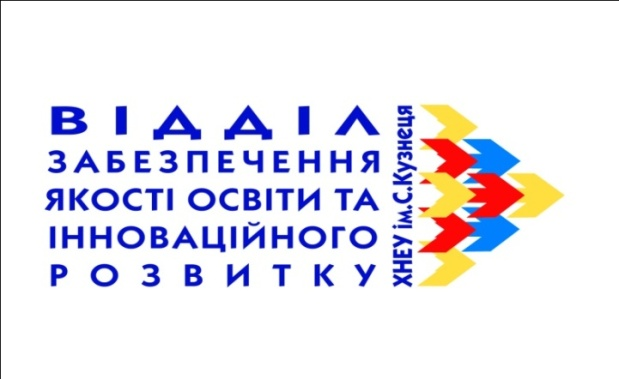 ВІДДІЛ
ЗАБЕЗПЕЧЕННЯ
ЯКОСТІ ОСВІТИ ТА
ІННОВАЦІЙНОГО
РОЗВИТКУ
ХНЕУ ім.С.Кузнеця